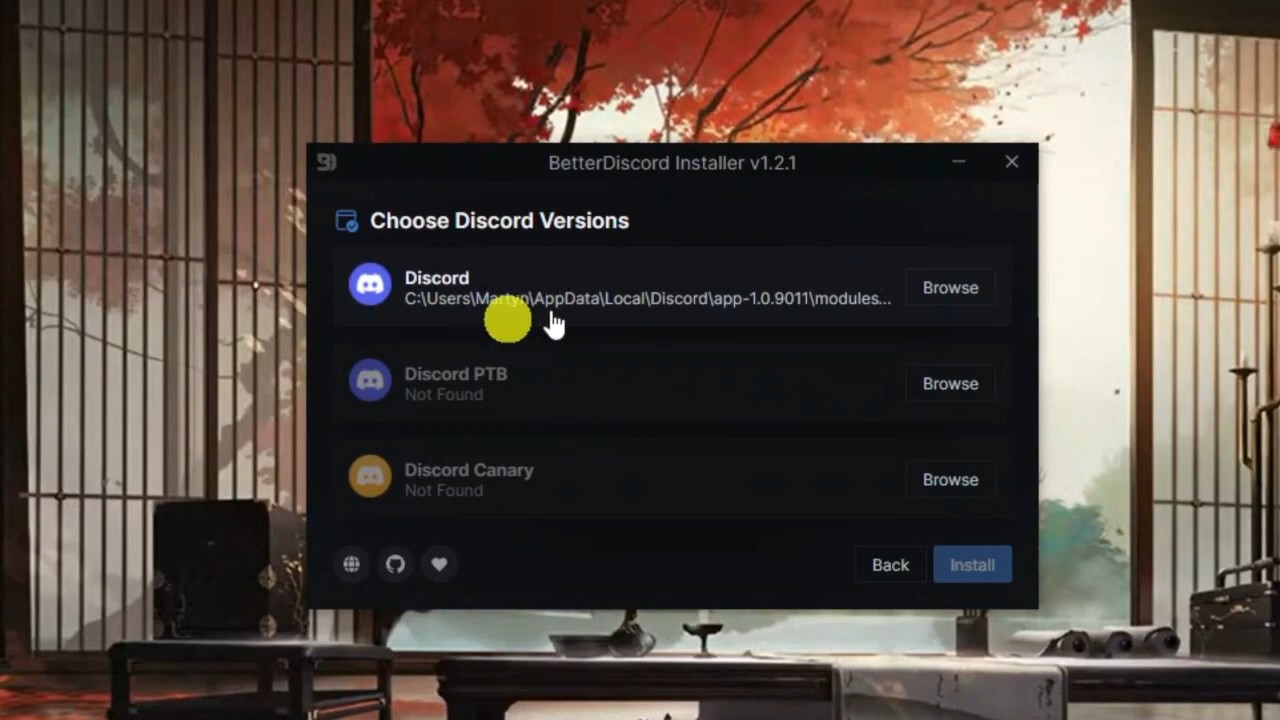 BetterDiscord Installer v1.2.1
Choose Discord Versions
Discord
C:\Users\Martyn\AppData\Local\Discord\app-1.0.9011\modules...
Browse
Discord PTB
Not Found
Browse
Discord Canary
Not Found
Browse
Back
Install